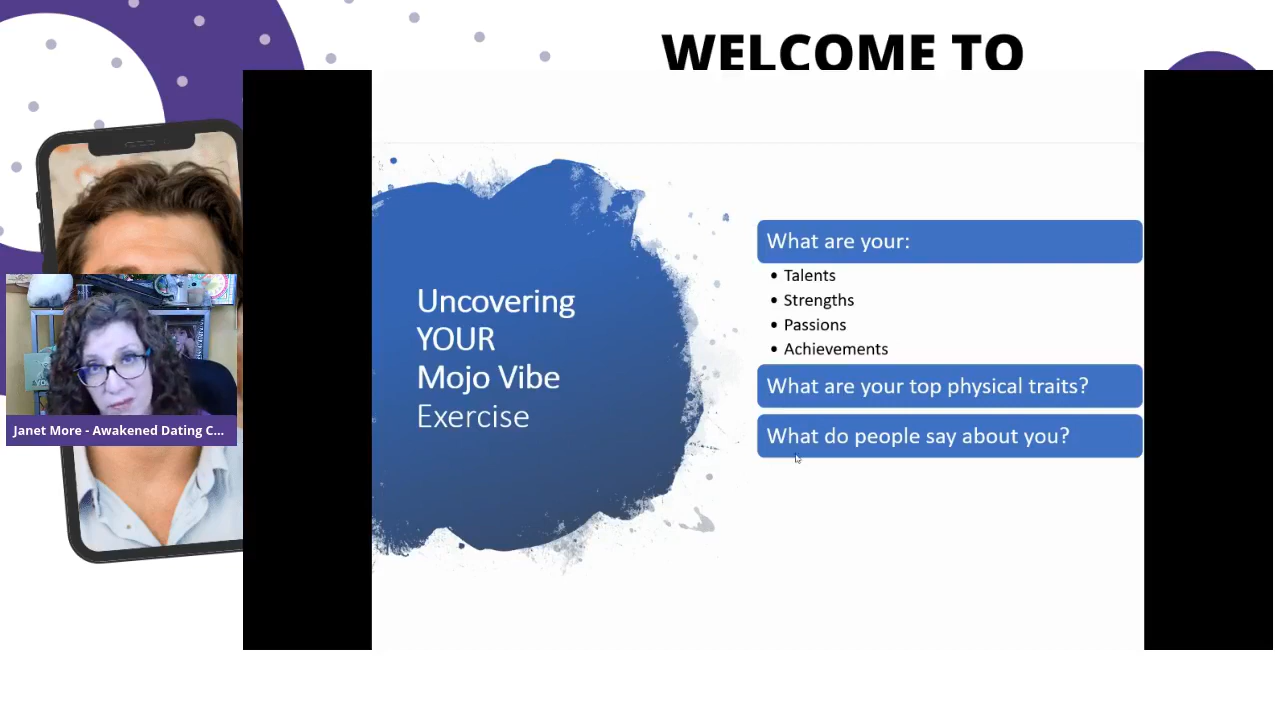 WELCOME TO
Uncovering
YOUR
Mojo Vibe
Exercise
What are your:
• Talents
• Strengths
• Passions
• Achievements
What are your top physical traits?
What do people say about you?
Janet More - Awakened Dating C...